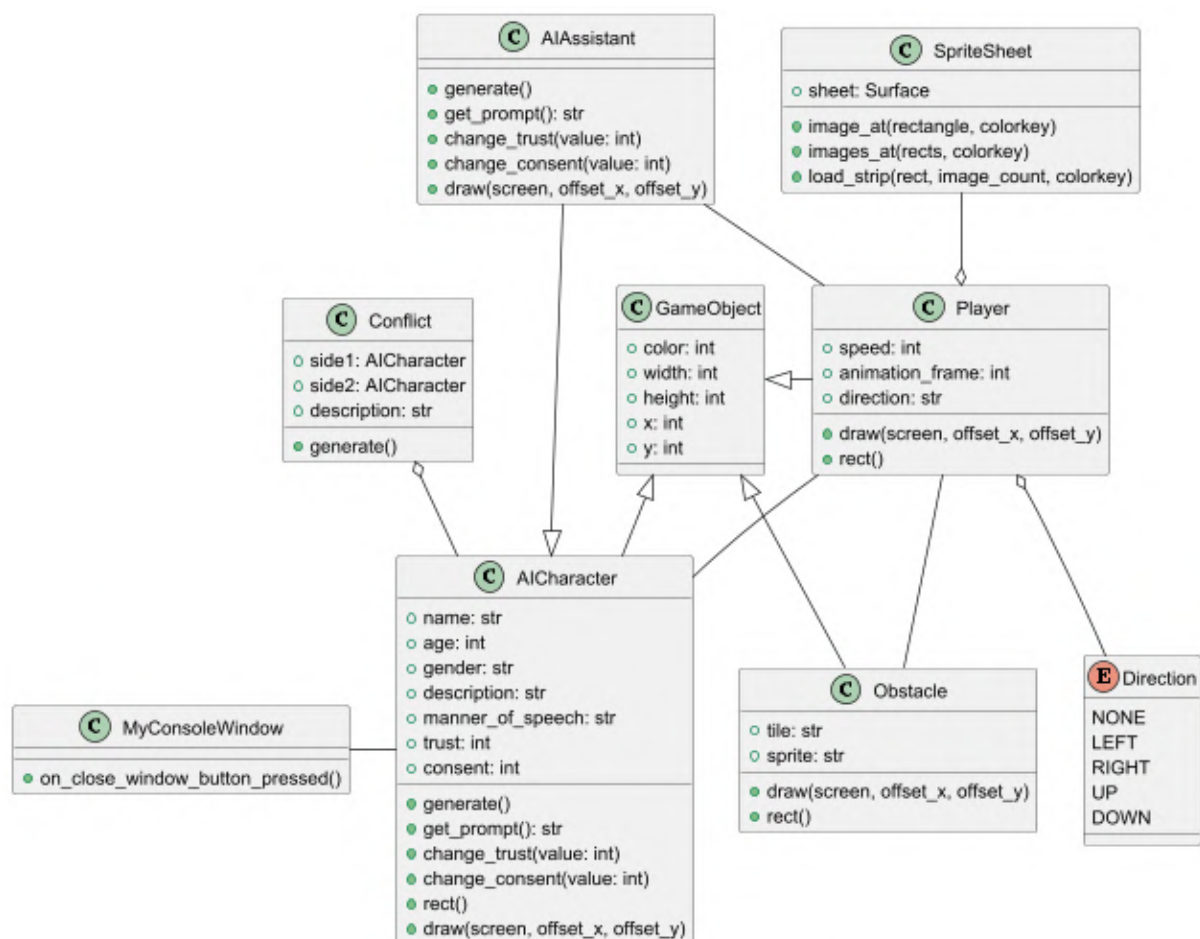 C AIAssistant
generate()
get_prompt(): str
change_trust(value: int)
change_consent(value: int)
draw(screen, offset_x, offset_y)
C SpriteSheet
sheet: Surface
image_at(rectangle, colorkey)
images_at(rects, colorkey)
load_strip(rect, image_count, colorkey)
C Conflict
side1: AICharacter
side2: AICharacter
description: str
generate()
C GameObject
color: int
width: int
height: int
x: int
y: int
C Player
speed: int
animation_frame: int
direction: str
draw(screen, offset_x, offset_y)
rect()
C AICharacter
name: str
age: int
gender: str
description: str
manner_of_speech: str
trust: int
consent: int
generate()
get_prompt(): str
change_trust(value: int)
change_consent(value: int)
rect()
draw(screen, offset_x, offset_y)
C MyConsoleWindow
on_close_window_button_pressed()
C Obstacle
tile: str
sprite: str
draw(screen, offset_x, offset_y)
rect()
E Direction
NONE
LEFT
RIGHT
UP
DOWN